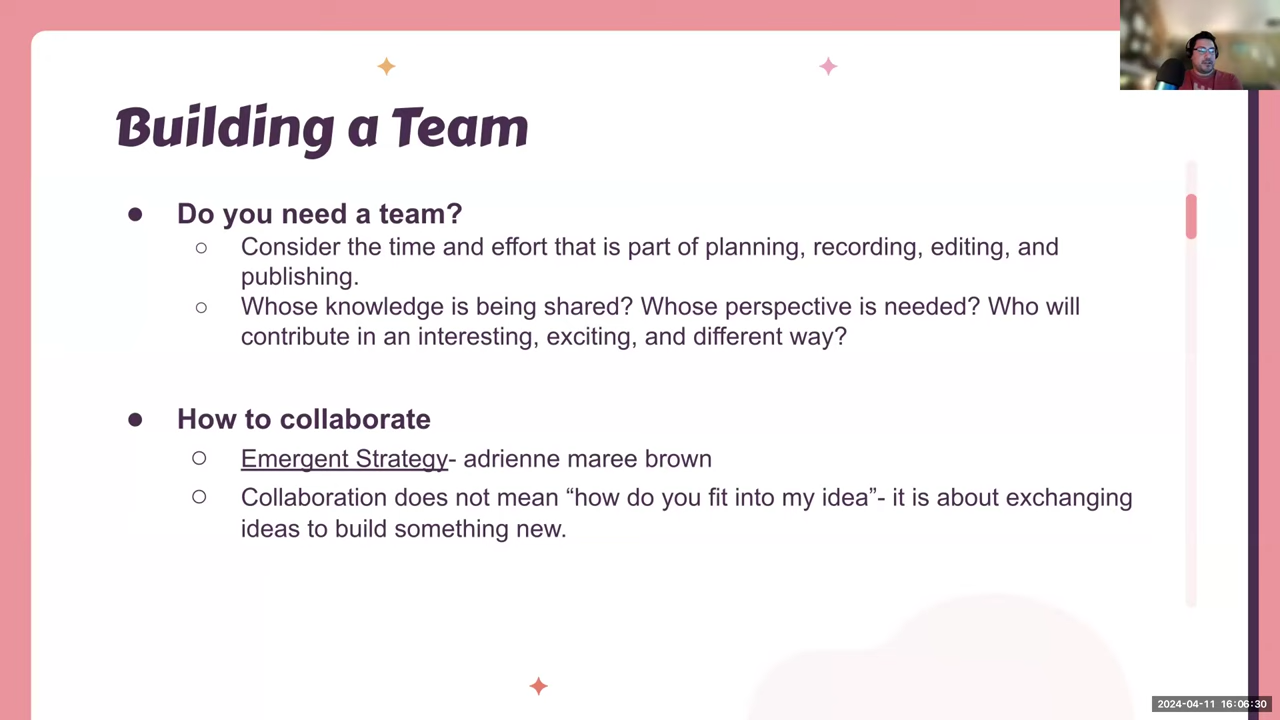 Building a Team
● Do you need a team?
○ Consider the time and effort that is part of planning, recording, editing, and
publishing.
○ Whose knowledge is being shared? Whose perspective is needed? Who will
contribute in an interesting, exciting, and different way?
● How to collaborate
○ Emergent Strategy- adrienne maree brown
○ Collaboration does not mean “how do you fit into my idea”- it is about exchanging
ideas to build something new.
2024-04-11 16:06:30